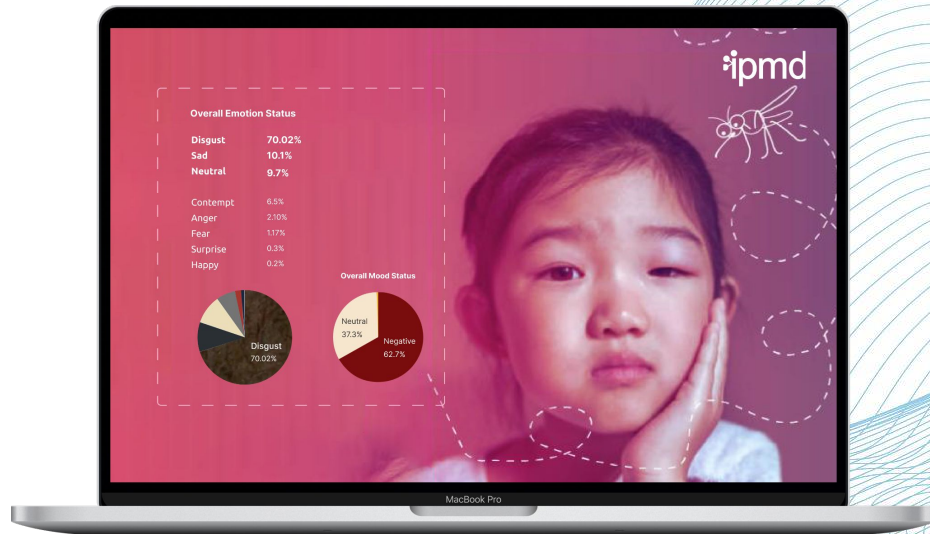 ipmd
Overall Emotion Status
Disgust 70.02%
Sad 10.1%
Neutral 9.7%
Contempt 6.5%
Anger 2.10%
Fear 1.17%
Surprise 0.3%
Happy 0.2%
Overall Mood Status
Disgust
70.02%
Neutral
37.3%
Negative
62.7%
MacBook Pro